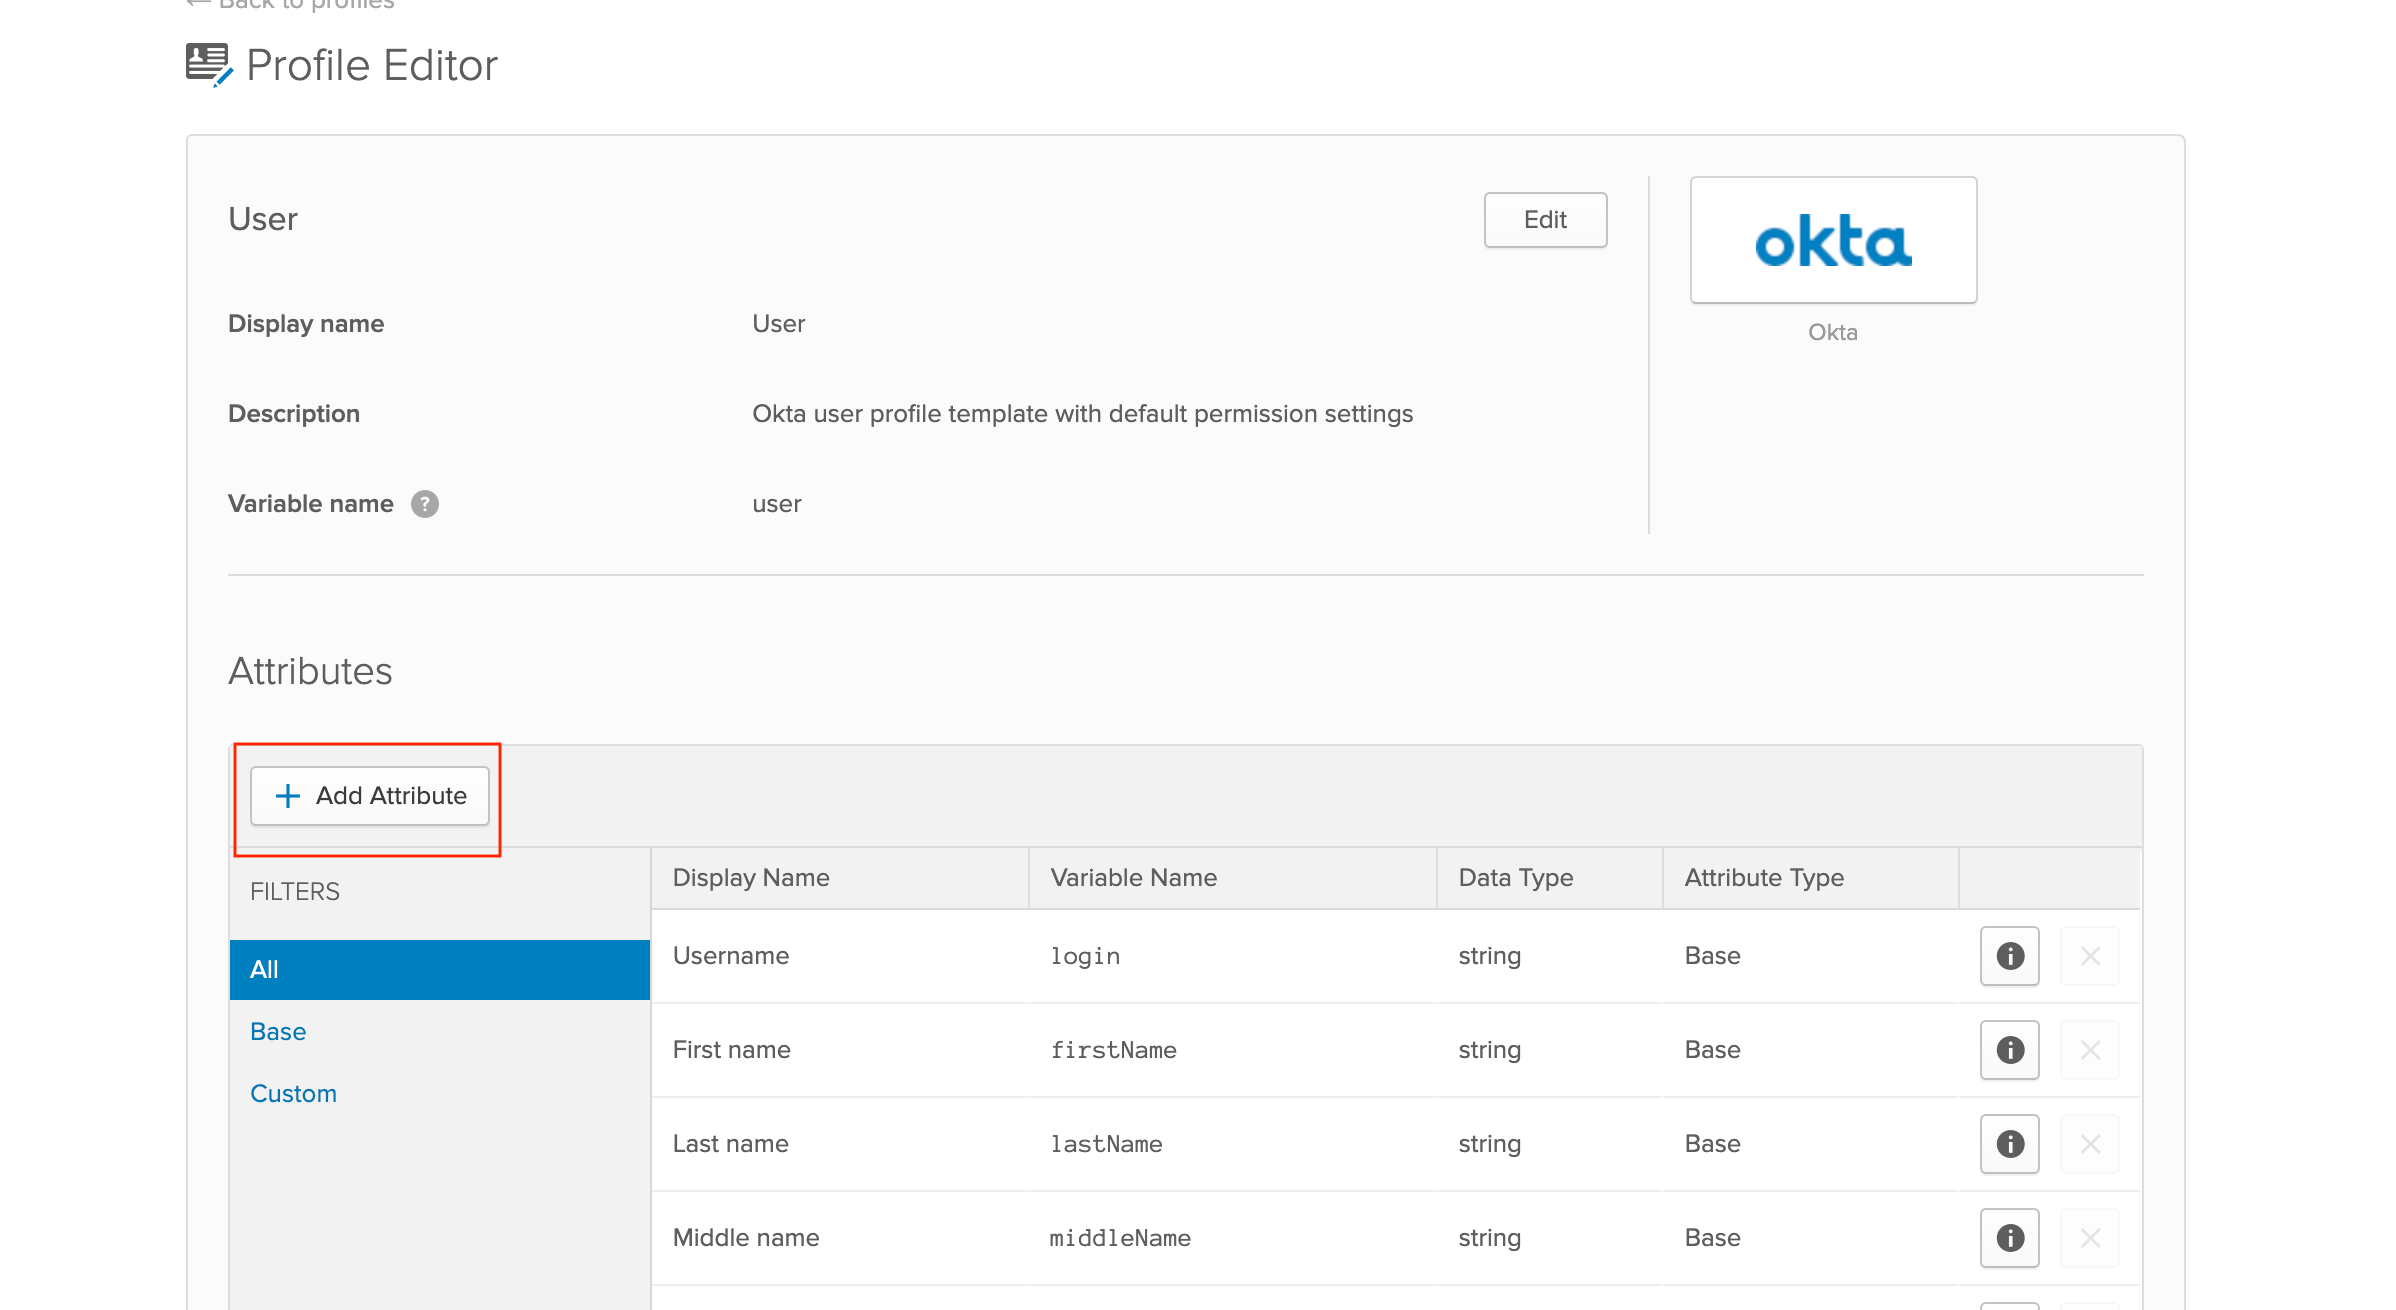 ← Back to profiles
Profile Editor
User
Edit
okta
Okta
Display name User
Description Okta user profile template with default permission settings
Variable name ? user
Attributes
+ Add Attribute
FILTERS
All
Base
Custom
Display Name Variable Name Data Type Attribute Type
Username login string Base
First name firstName string Base
Last name lastName string Base
Middle name middleName string Base